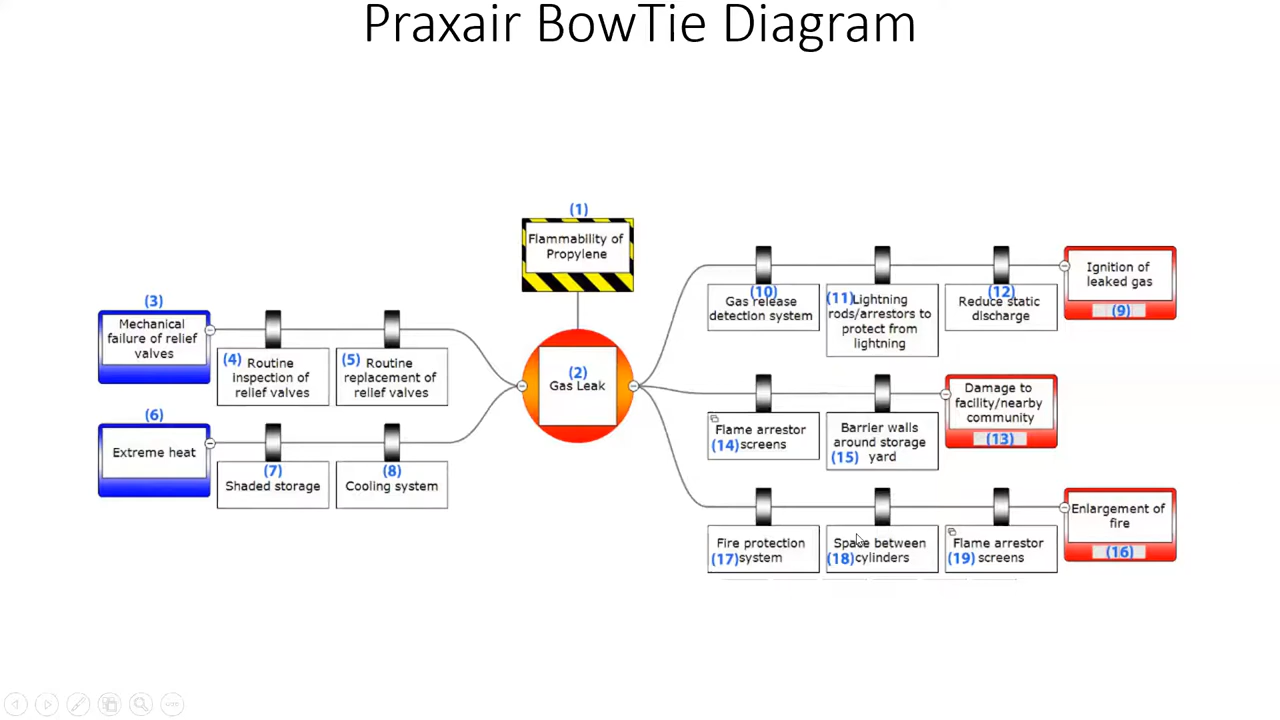 Praxair BowTie Diagram
(1)
Flammability of
Propylene
(2)
Gas Leak
(3)
Mechanical
failure of relief
valves
(4) Routine
inspection of
relief valves
(5) Routine
replacement of
relief valves
(6)
Extreme heat
(7)
Shaded storage
(8)
Cooling system
Ignition of
leaked gas
(9)
(10)
Gas release
detection system
(11) Lightning
rods/arrestors to
protect from
lightning
(12)
Reduce static
discharge
Damage to
facility/nearby
community
(13)
Flame arrestor
(14) screens
Barrier walls
around storage
(15) yard
Enlargement of
fire
(16)
Fire protection
(17) system
Space between
(18) cylinders
Flame arrestor
(19) screens